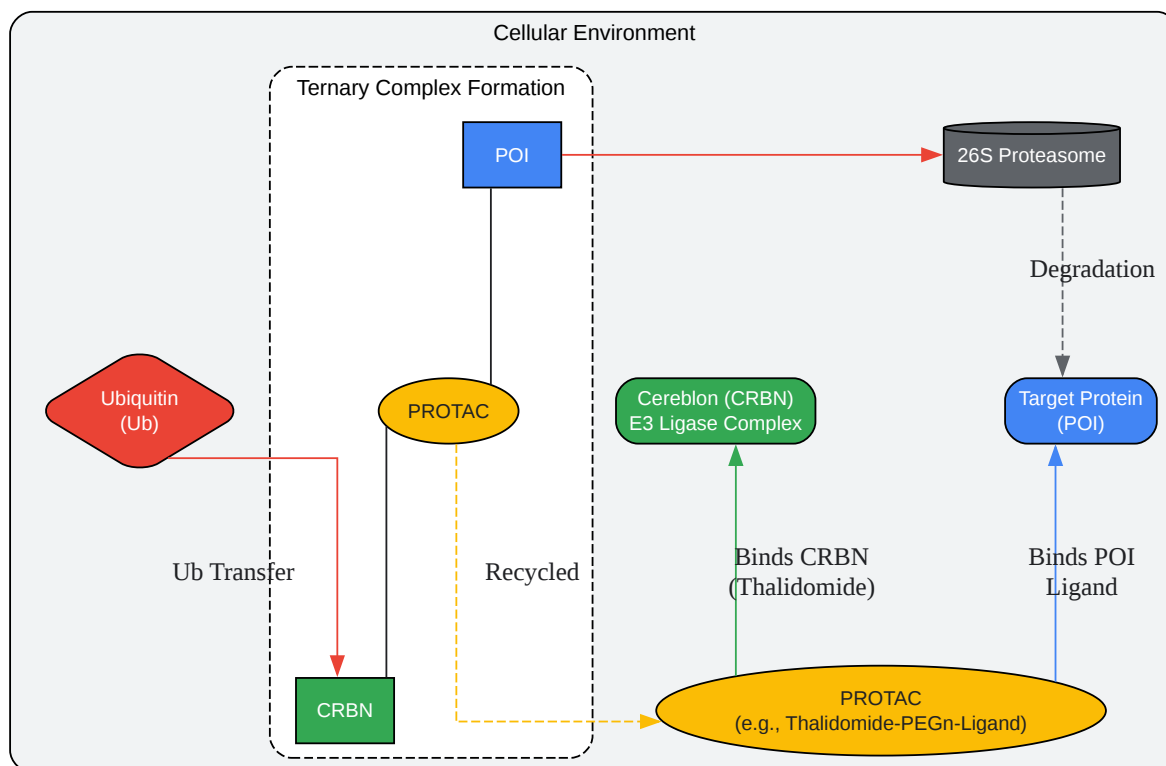 Cellular Environment
Ternary Complex Formation
POI
26S Proteasome
Degradation
Ubiquitin
(Ub)
PROTAC
Cereblon (CRBN)
E3 Ligase Complex
Target Protein
(POI)
Ub Transfer
Recycled
Binds CRBN
(Thalidomide)
Binds POI
Ligand
CRBN
PROTAC
(e.g., Thalidomide-PEGn-Ligand)